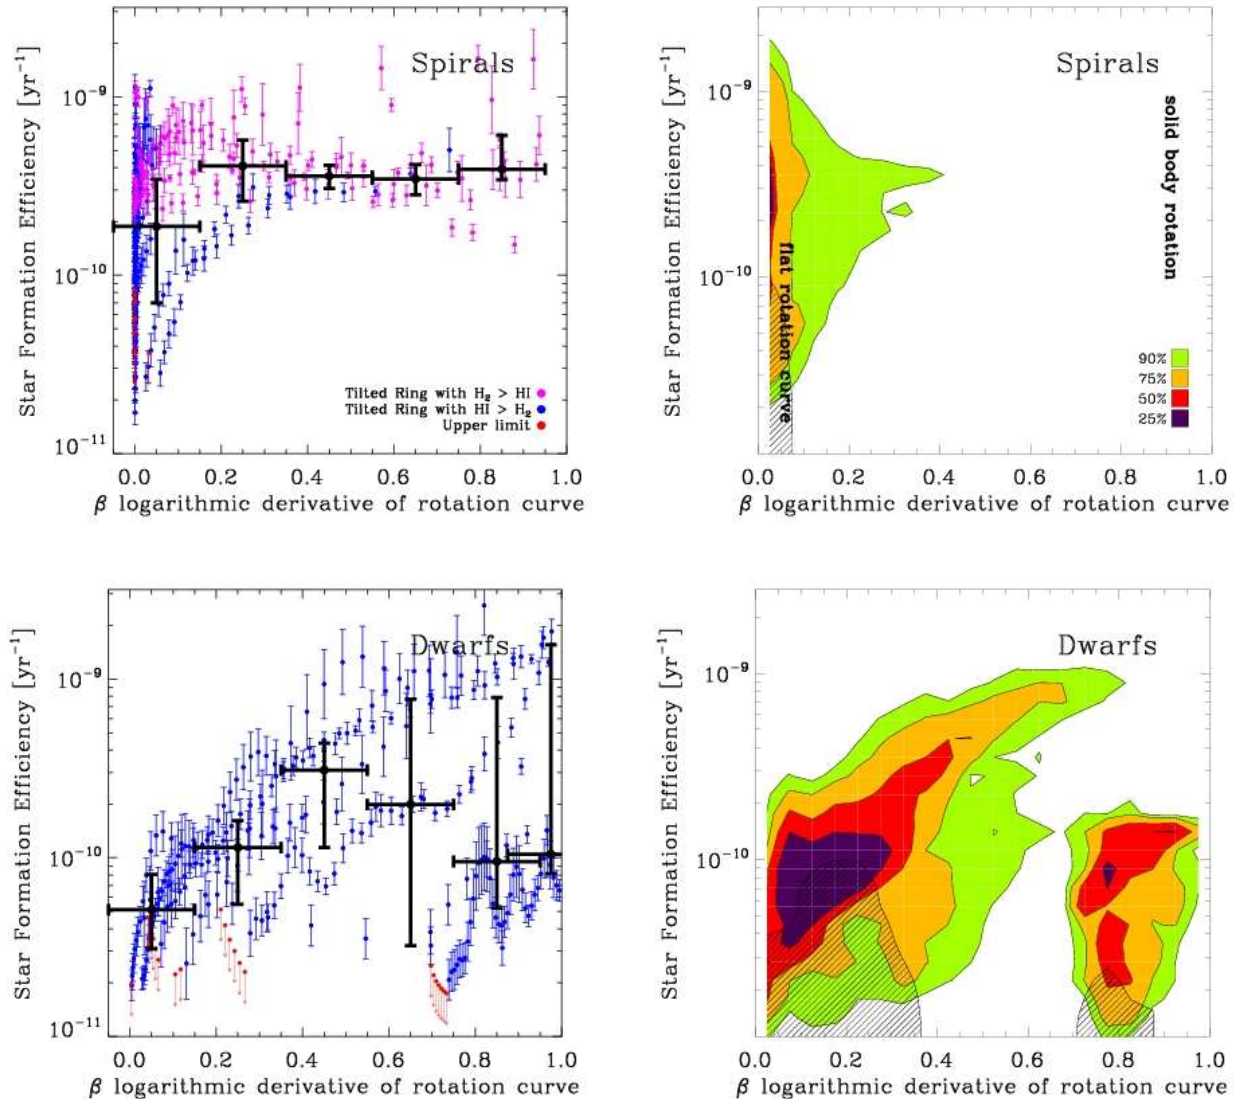 Spirals
Star Formation Efficiency [yr⁻¹]
10⁻⁹
10⁻¹⁰
10⁻¹¹
Tilted Ring with H₂ > HI
Tilted Ring with HI > H₂
Upper limit
0.0 0.2 0.4 0.6 0.8 1.0
β logarithmic derivative of rotation curve
Spirals
Star Formation Efficiency [yr⁻¹]
10⁻⁹
10⁻¹⁰
flat rotation curve
solid body rotation
90%
75%
50%
25%
0.0 0.2 0.4 0.6 0.8 1.0
β logarithmic derivative of rotation curve
Dwarfs
Star Formation Efficiency [yr⁻¹]
10⁻⁹
10⁻¹⁰
10⁻¹¹
0.0 0.2 0.4 0.6 0.8 1.0
β logarithmic derivative of rotation curve
Dwarfs
Star Formation Efficiency [yr⁻¹]
10⁻⁹
10⁻¹⁰
0.0 0.2 0.4 0.6 0.8 1.0
β logarithmic derivative of rotation curve